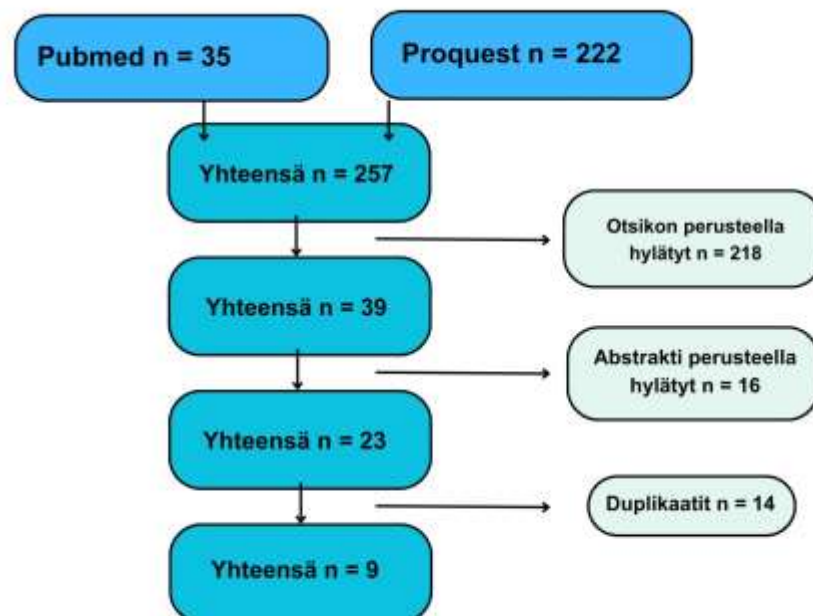 Pubmed n = 35
Proquest n = 222
Yhteensä n = 257
Otsikon perusteella
hylätyt n = 218
Yhteensä n = 39
Abstrakti perusteella
hylätyt n = 16
Yhteensä n = 23
Duplikaatit n = 14
Yhteensä n = 9